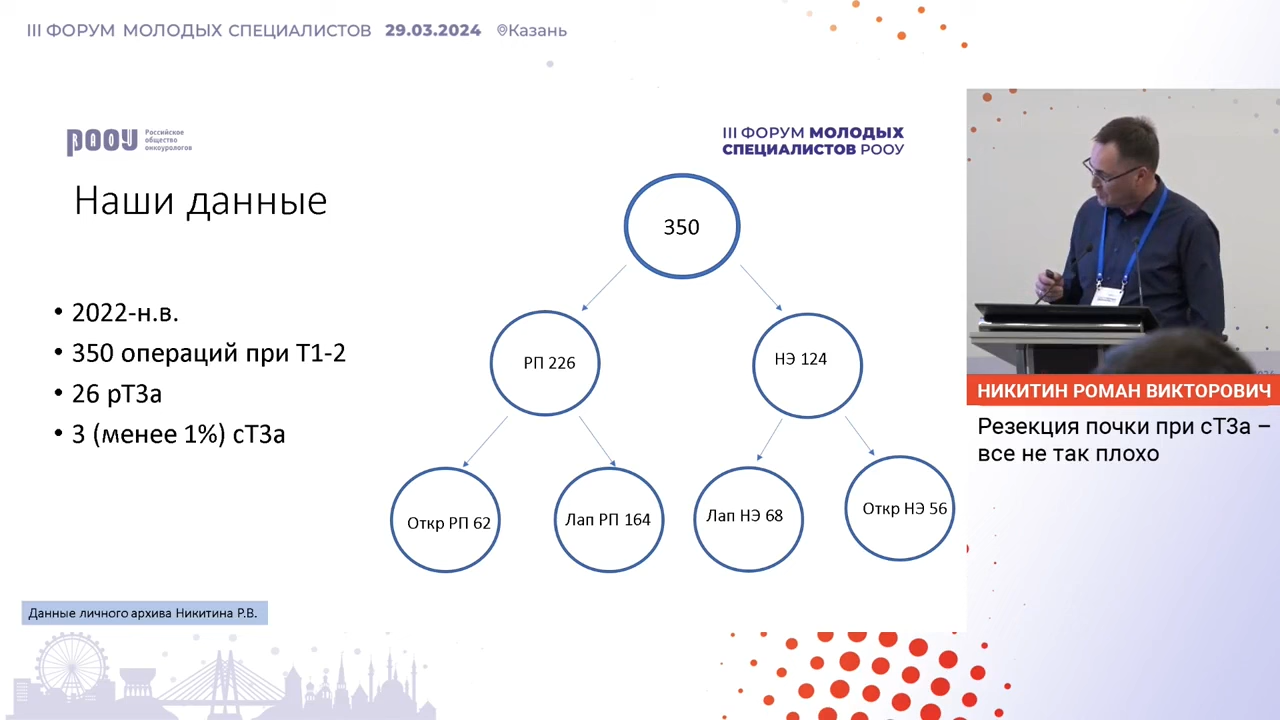 III ФОРУМ МОЛОДЫХ СПЕЦИАЛИСТОВ 29.03.2024 Казань
РООУ
Российское
общество
онкоурологов
III ФОРУМ МОЛОДЫХ
СПЕЦИАЛИСТОВ РООУ
Наши данные
• 2022-н.в.
• 350 операций при Т1-2
• 26 рТ3а
• 3 (менее 1%) сТ3а
350
РП 226
НЭ 124
Откр РП 62
Лап РП 164
Лап НЭ 68
Откр НЭ 56
Данные личного архива Никитина Р.В.
НИКИТИН РОМАН ВИКТОРОВИЧ
Резекция почки при сТ3а –
все не так плохо